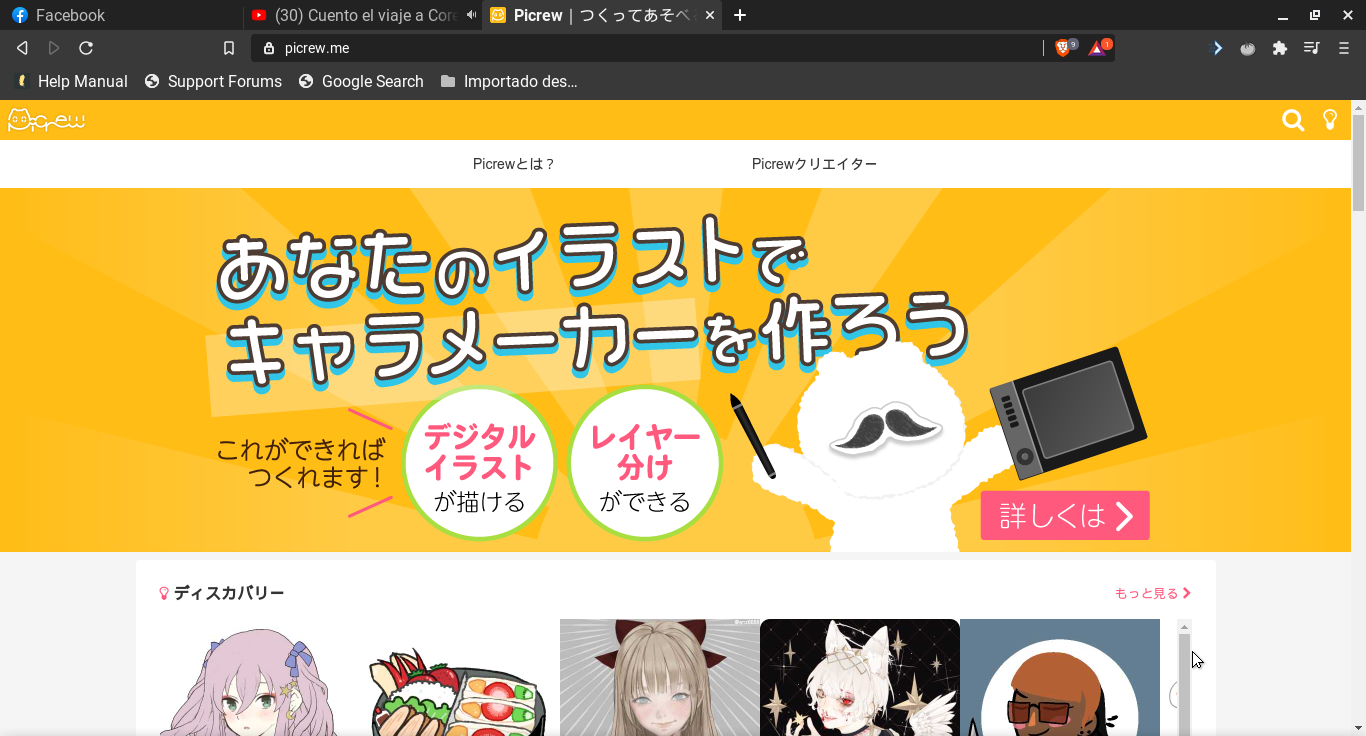 Facebook
(30) Cuento el viaje a Core
Picrew｜つくってあそべる
picrew.me
9
1
Help Manual
Support Forums
Google Search
Importado des…
Picrew
Picrewとは？
Picrewクリエイター
あなたのイラストで
キャラメーカーを作ろう
これができれば
つくれます！
デジタル
イラスト
が描ける
レイヤー
分け
ができる
詳しくは
ディスカバリー
もっと見る